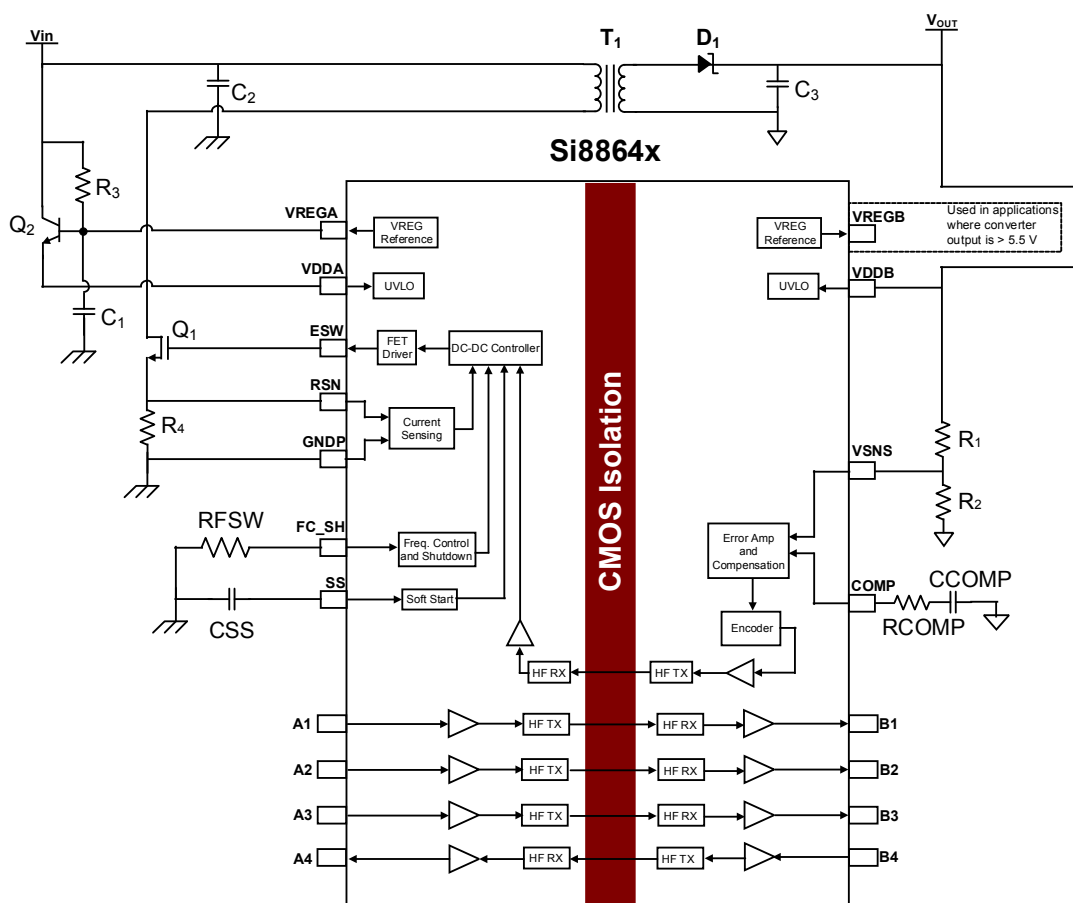 Vin
T₁
D₁
V_OUT
C₂
C₃
Si8864x
R₃
Q₂
VREGA
VREG
Reference
VREG
Reference
VREGB
Used in applications
where converter
output is > 5.5 V
VDDA
UVLO
UVLO
VDDB
C₁
Q₁
ESW
FET
Driver
DC-DC Controller
RSN
R₄
Current
Sensing
GNDP
CMOS Isolation
R₁
VSNS
R₂
RFSW
FC_SH
Freq. Control
and Shutdown
Error Amp
and
Compensation
SS
Soft Start
CSS
COMP
CCOMP
RCOMP
Encoder
HF RX
HF TX
A1
HF TX
HF RX
B1
A2
HF TX
HF RX
B2
A3
HF TX
HF RX
B3
A4
HF RX
HF TX
B4